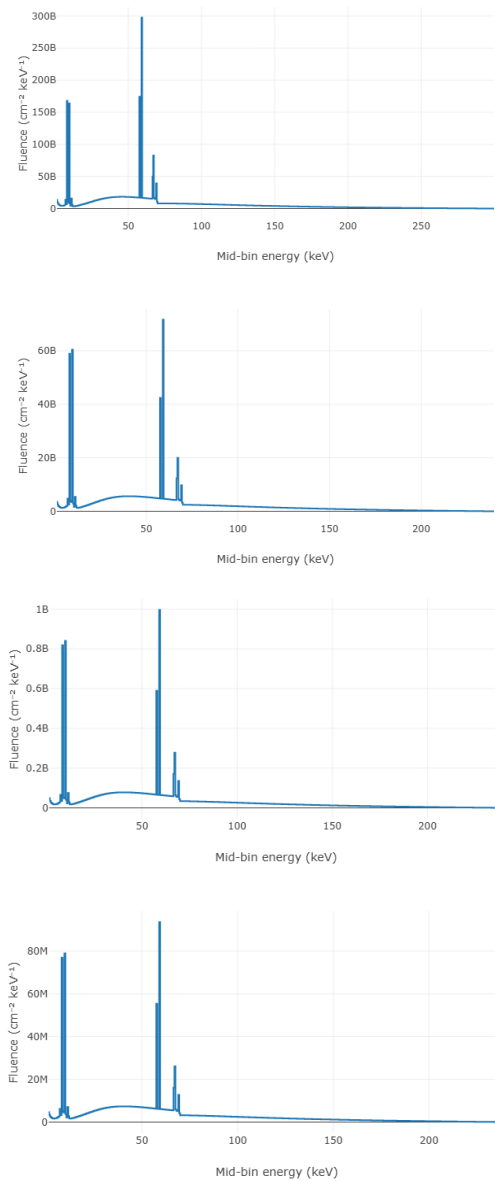 300B
250B
200B
150B
100B
50B
0
Fluence (cm⁻² keV⁻¹)
50 100 150 200 250
Mid-bin energy (keV)
60B
40B
20B
0
Fluence (cm⁻² keV⁻¹)
50 100 150 200
Mid-bin energy (keV)
1B
0.8B
0.6B
0.4B
0.2B
0
Fluence (cm⁻² keV⁻¹)
50 100 150 200
Mid-bin energy (keV)
80M
60M
40M
20M
0
Fluence (cm⁻² keV⁻¹)
50 100 150 200
Mid-bin energy (keV)